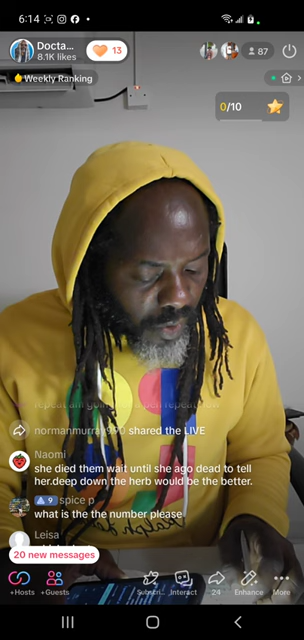 6:14
Docta...
8.1K likes
13
87
Weekly Ranking
0/10
normanmurray990 shared the LIVE
Naomi
she died them wait until she ago dead to tell
her.deep down the herb would be the better.
9 spice p
what is the the number please
Leisa
20 new messages
+Hosts
+Guests
Subscri...
Interact
24
Enhance
More